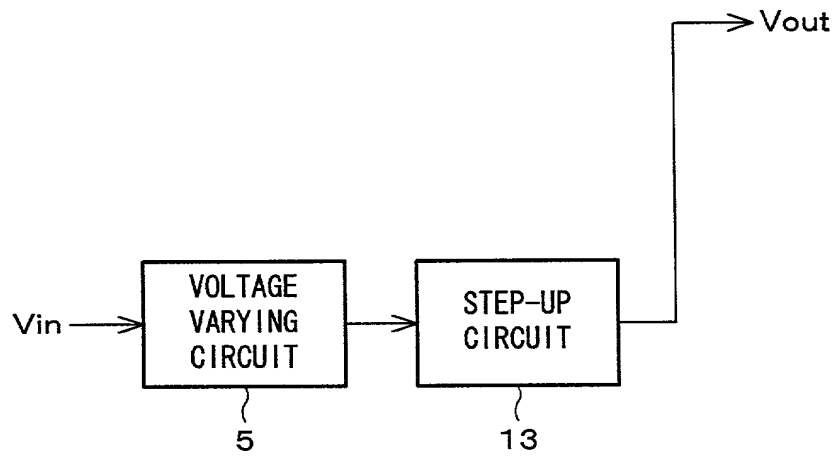 Vout
Vin
VOLTAGE
VARYING
CIRCUIT
STEP-UP
CIRCUIT
5
13